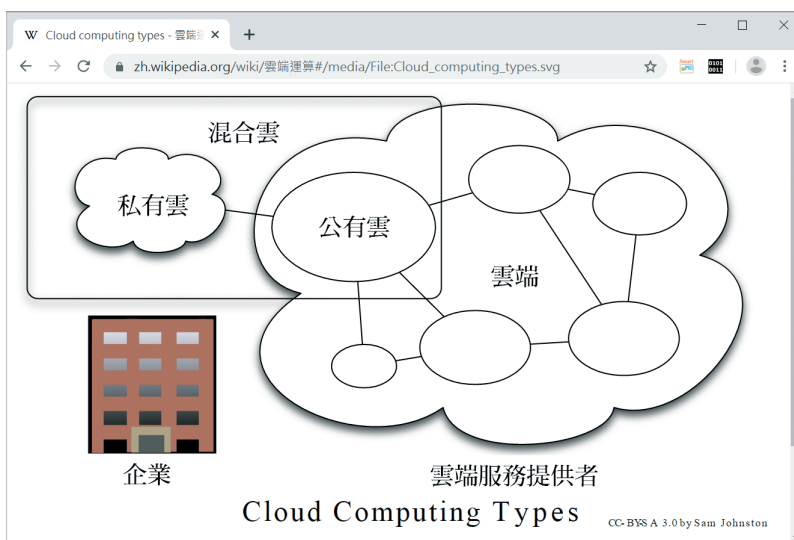 Cloud computing types - 雲端
zh.wikipedia.org/wiki/雲端運算#/media/File:Cloud_computing_types.svg
混合雲
私有雲
公有雲
雲端
企業
雲端服務提供者
Cloud Computing Types
CC-BY-SA 3.0 by Sam Johnston